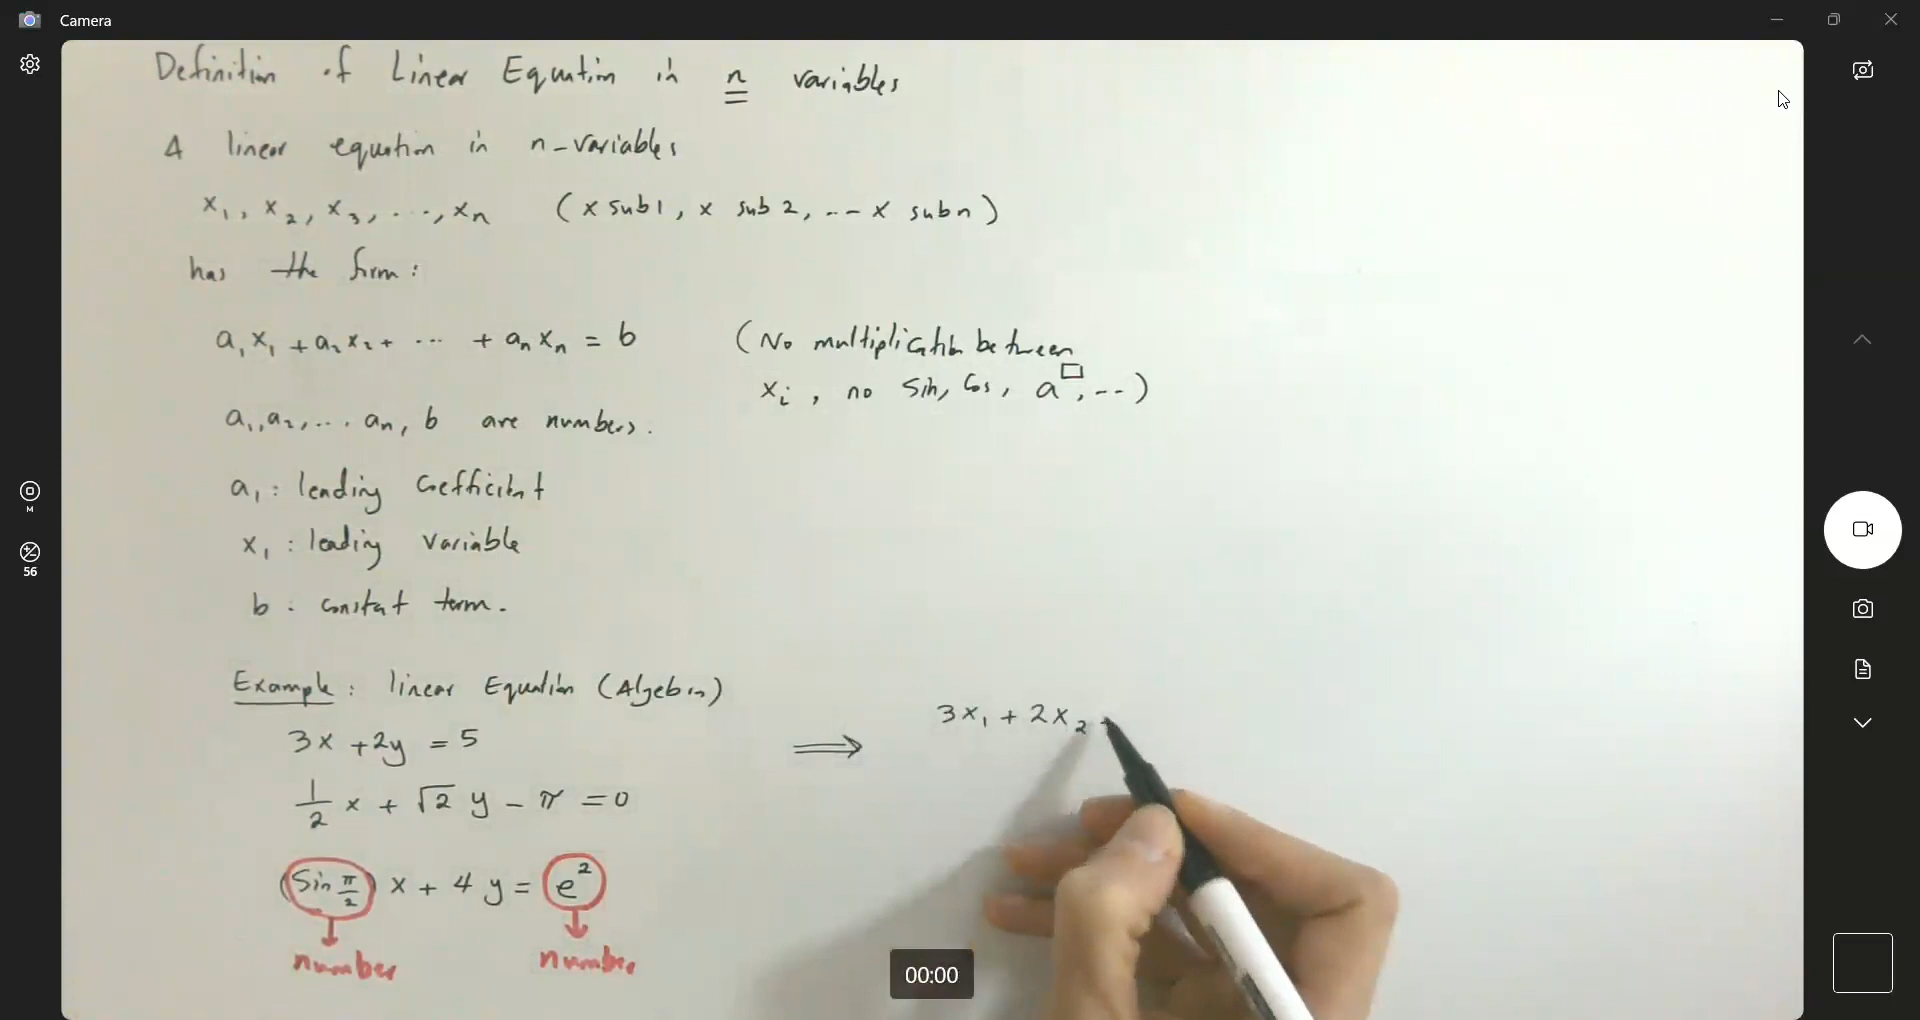 Camera
Definition of Linear Equation in n variables
A linear equation in n-variables
x₁, x₂, x₃, ..., xₙ (x sub1, x sub 2, ... x sub n)
has the form:
a₁x₁ + a₂x₂ + ... + aₙxₙ = b (No multiplication between
xᵢ, no Sin, Cos, a^□, ...)
a₁, a₂, ... aₙ, b are numbers.
a₁: leading coefficient
x₁: leading variable
b: constat term.
Example: linear Equation (Algebra)
3x + 2y = 5 ⟹ 3x₁ + 2x₂ +
1/2 x + √2 y - π = 0
(Sin π/2) x + 4y = e²
number number
M
56
00:00